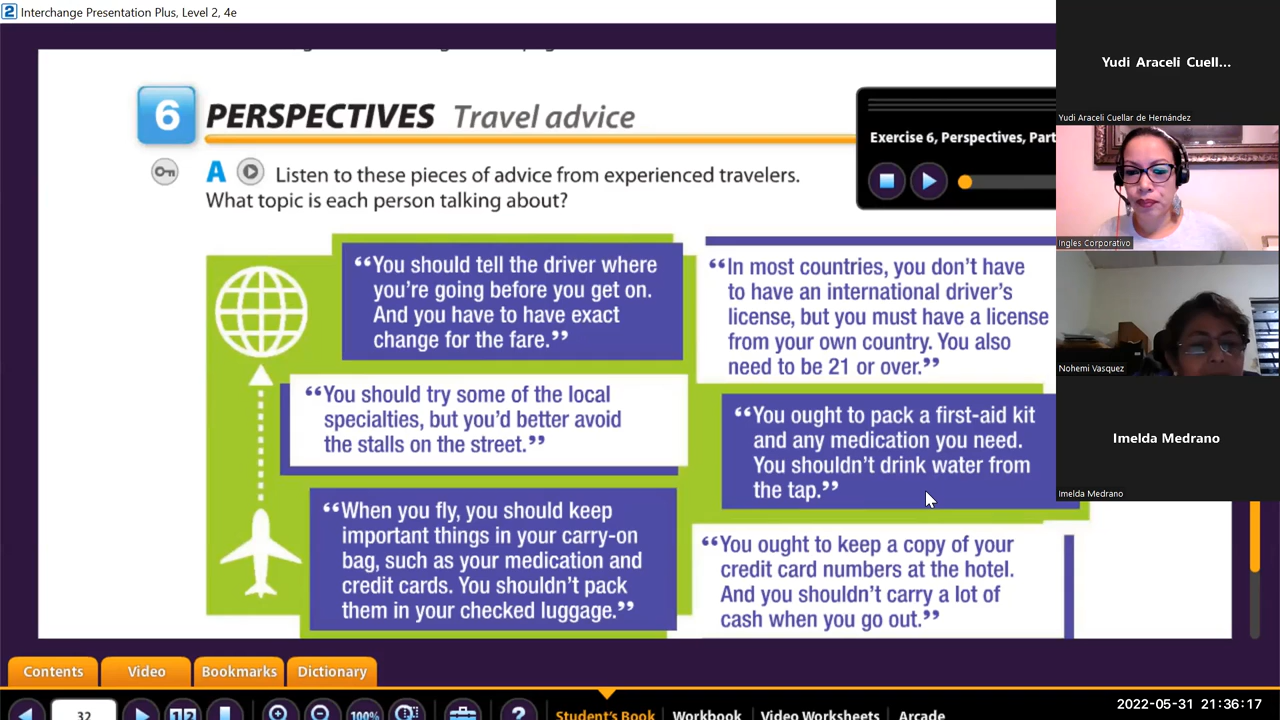 Interchange Presentation Plus, Level 2, 4e
6 PERSPECTIVES Travel advice
A Listen to these pieces of advice from experienced travelers.
What topic is each person talking about?
Exercise 6, Perspectives, Part
“You should tell the driver where
you’re going before you get on.
And you have to have exact
change for the fare.”
“In most countries, you don’t have
to have an international driver’s
license, but you must have a license
from your own country. You also
need to be 21 or over.”
“You should try some of the local
specialties, but you’d better avoid
the stalls on the street.”
“You ought to pack a first-aid kit
and any medication you need.
You shouldn’t drink water from
the tap.”
“When you fly, you should keep
important things in your carry-on
bag, such as your medication and
credit cards. You shouldn’t pack
them in your checked luggage.”
“You ought to keep a copy of your
credit card numbers at the hotel.
And you shouldn’t carry a lot of
cash when you go out.”
Yudi Araceli Cuell...
Yudi Araceli Cuellar de Hernández
Ingles Corporativo
Nohemi Vasquez
Imelda Medrano
Imelda Medrano
Contents Video Bookmarks Dictionary
32 1 2 100% ? Student's Book Workbook Video Worksheets Arcade
2022-05-31 21:36:17